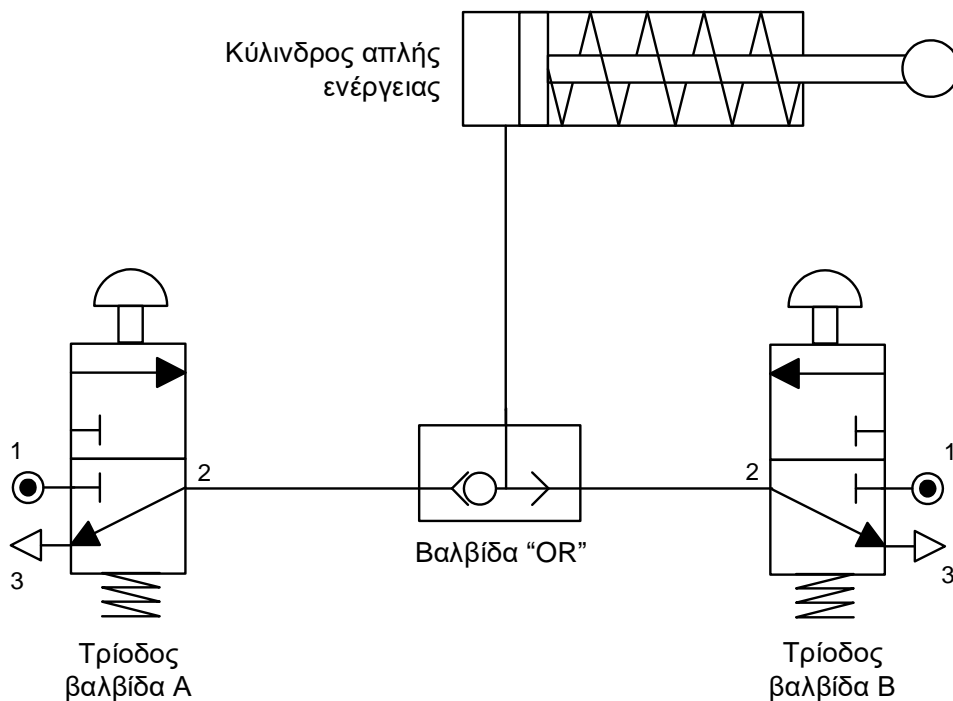 Κύλινδρος απλής
ενέργειας
1
2
3
2
1
3
Βαλβίδα “OR”
Τρίοδος
βαλβίδα Α
Τρίοδος
βαλβίδα Β